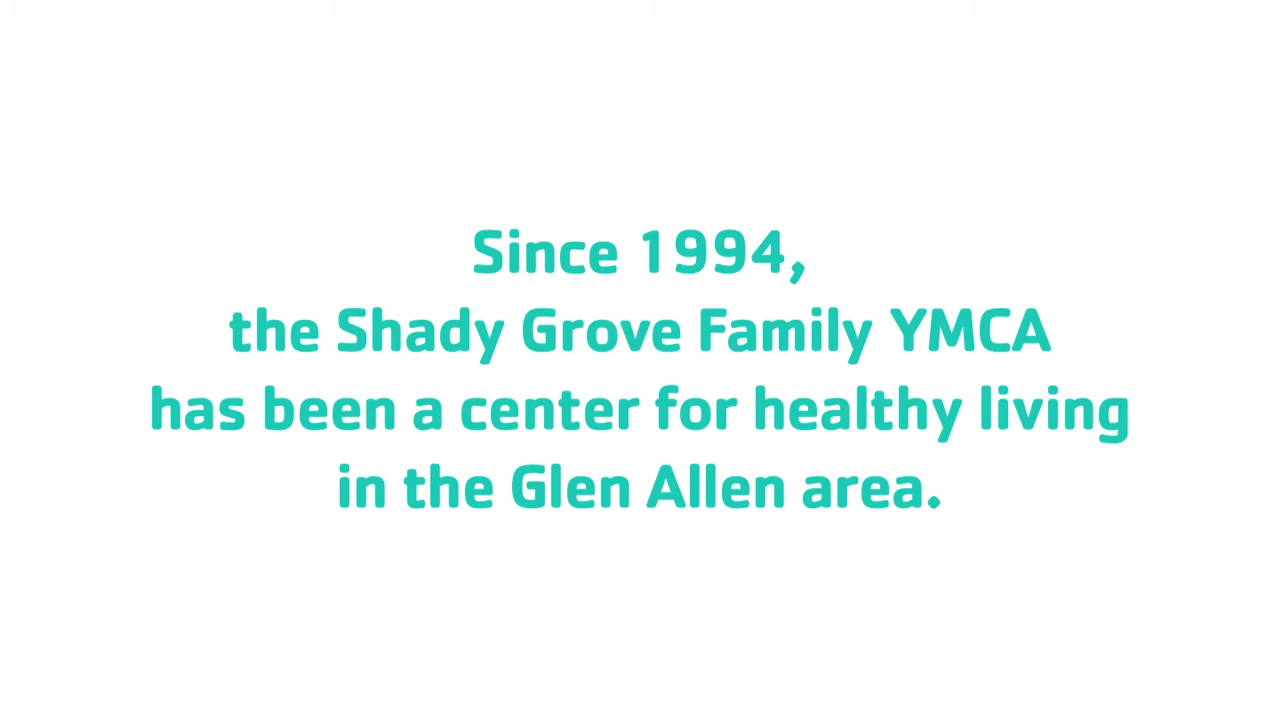 Since 1994,
the Shady Grove Family YMCA
has been a center for healthy living
in the Glen Allen area.